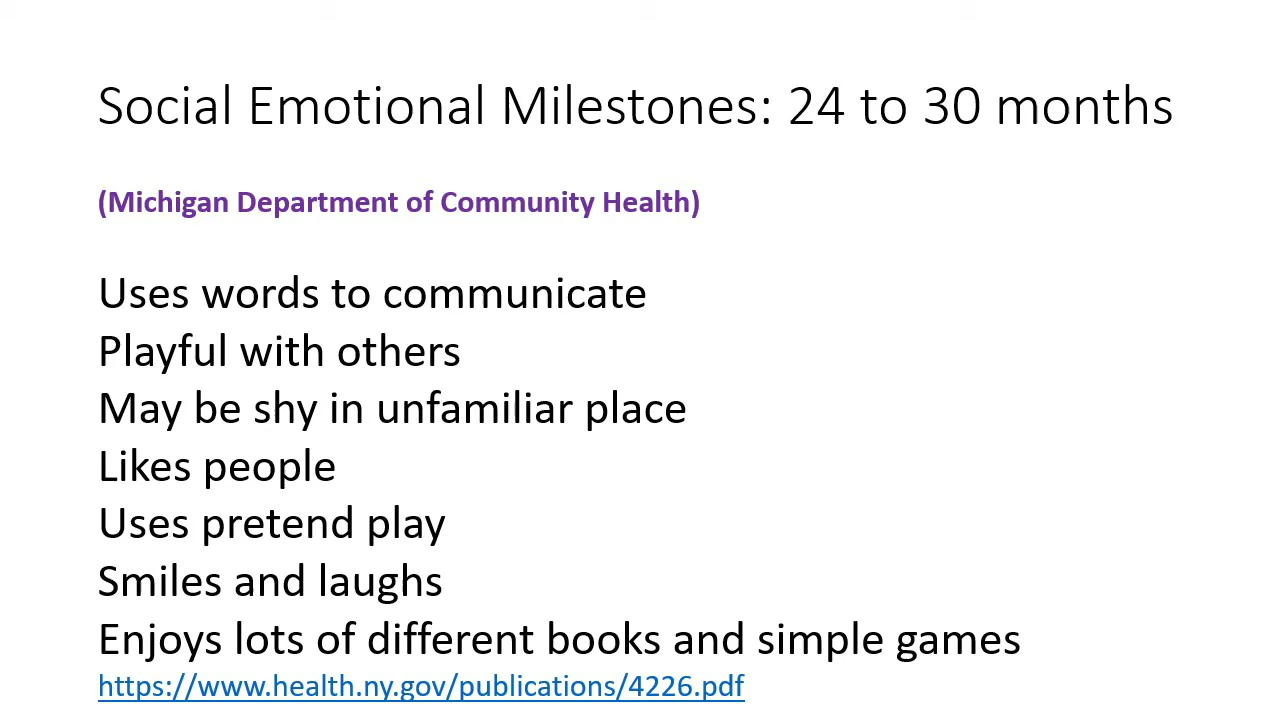 Social Emotional Milestones: 24 to 30 months
(Michigan Department of Community Health)
Uses words to communicate
Playful with others
May be shy in unfamiliar place
Likes people
Uses pretend play
Smiles and laughs
Enjoys lots of different books and simple games
https://www.health.ny.gov/publications/4226.pdf